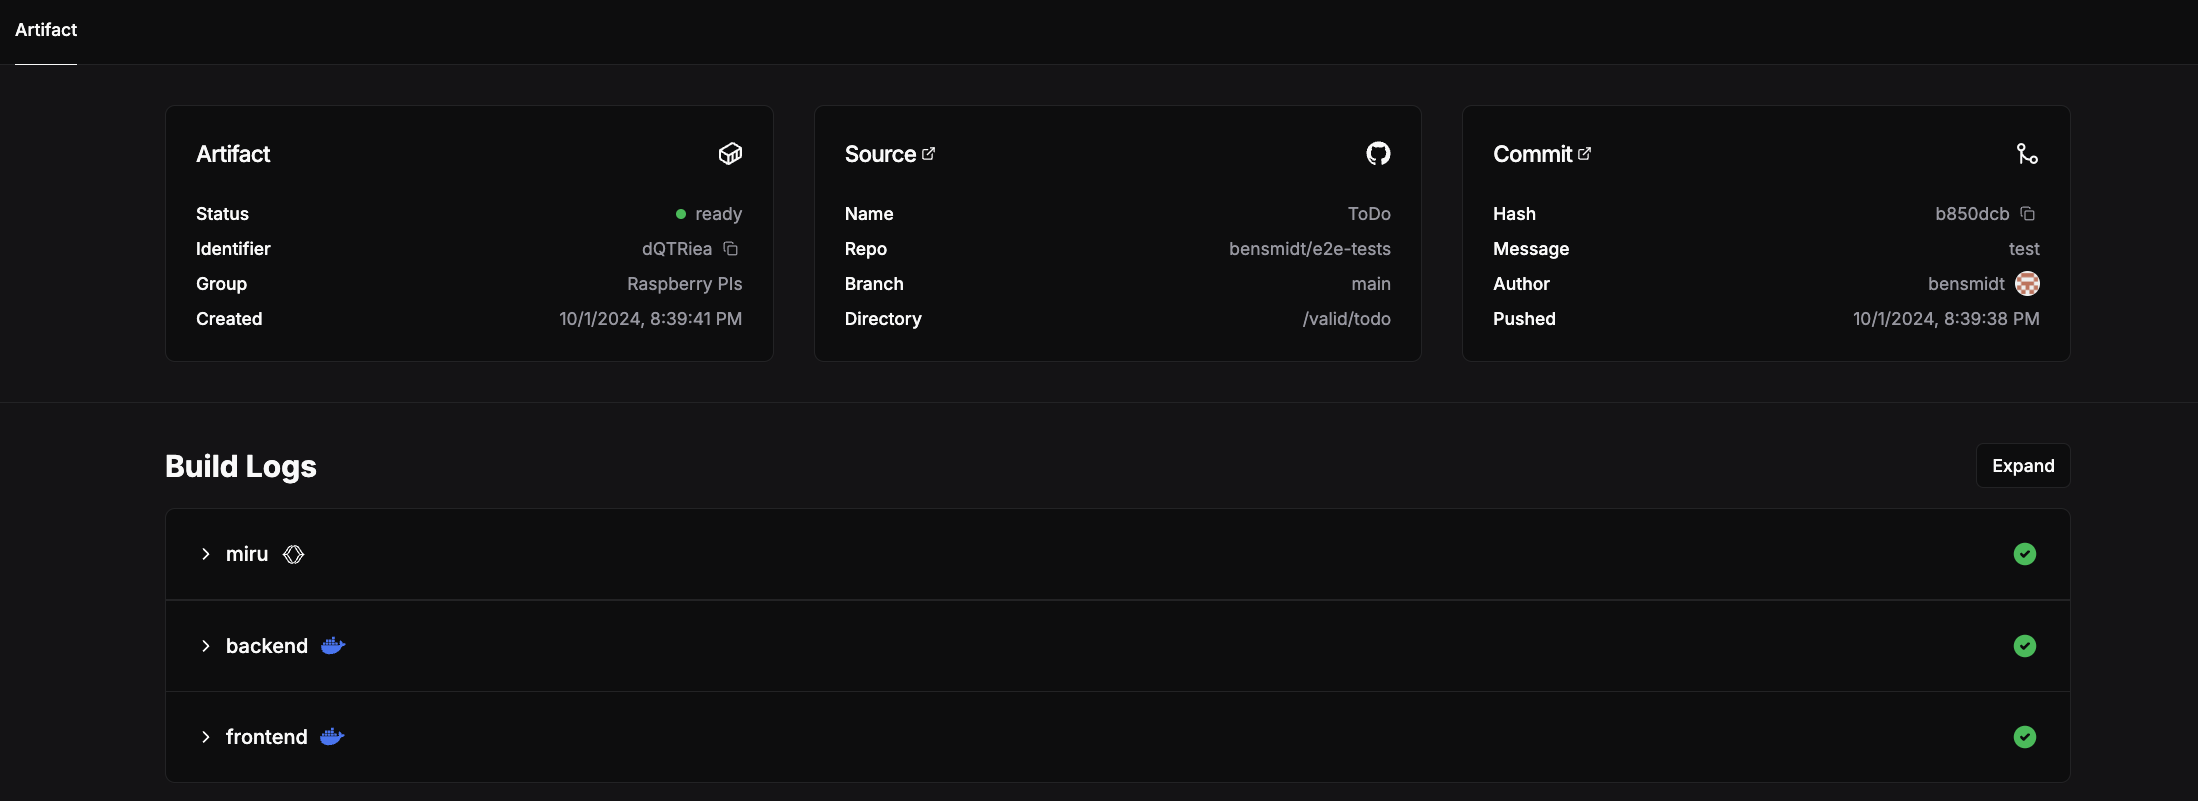 Artifact
Artifact
Status ready
Identifier dQTRiea
Group Raspberry PIs
Created 10/1/2024, 8:39:41 PM
Source
Name ToDo
Repo bensmidt/e2e-tests
Branch main
Directory /valid/todo
Commit
Hash b850dcb
Message test
Author bensmidt
Pushed 10/1/2024, 8:39:38 PM
Build Logs
Expand
miru
backend
frontend